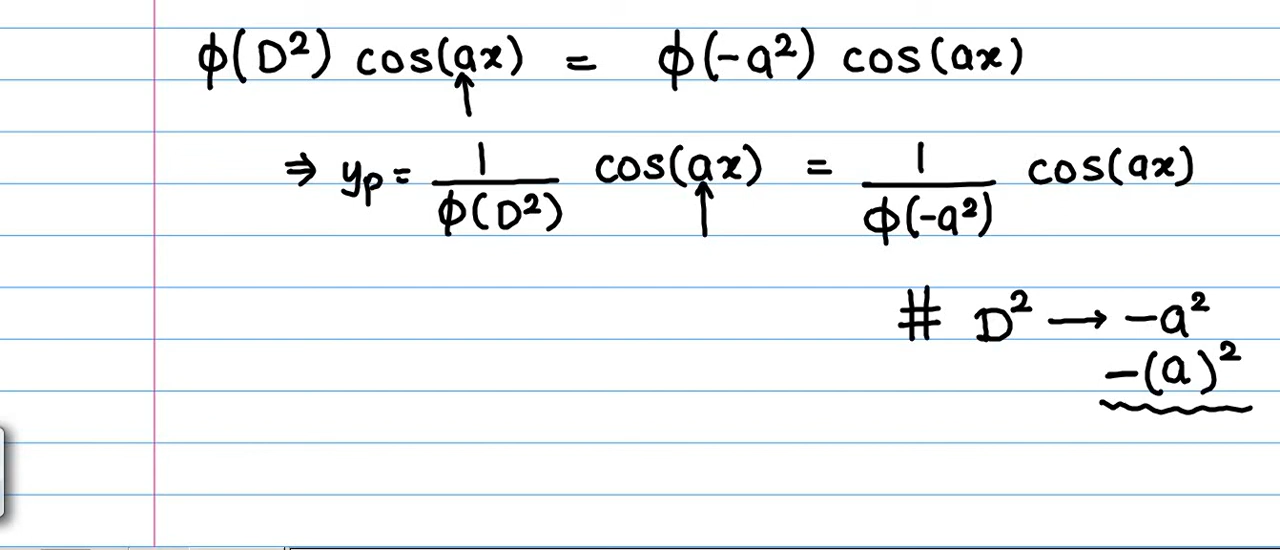 ϕ(D²) cos(ax) = ϕ(-a²) cos(ax)
⇒ yₚ = 1/ϕ(D²) cos(ax) = 1/ϕ(-a²) cos(ax)
# D² → -a²
-(a)²